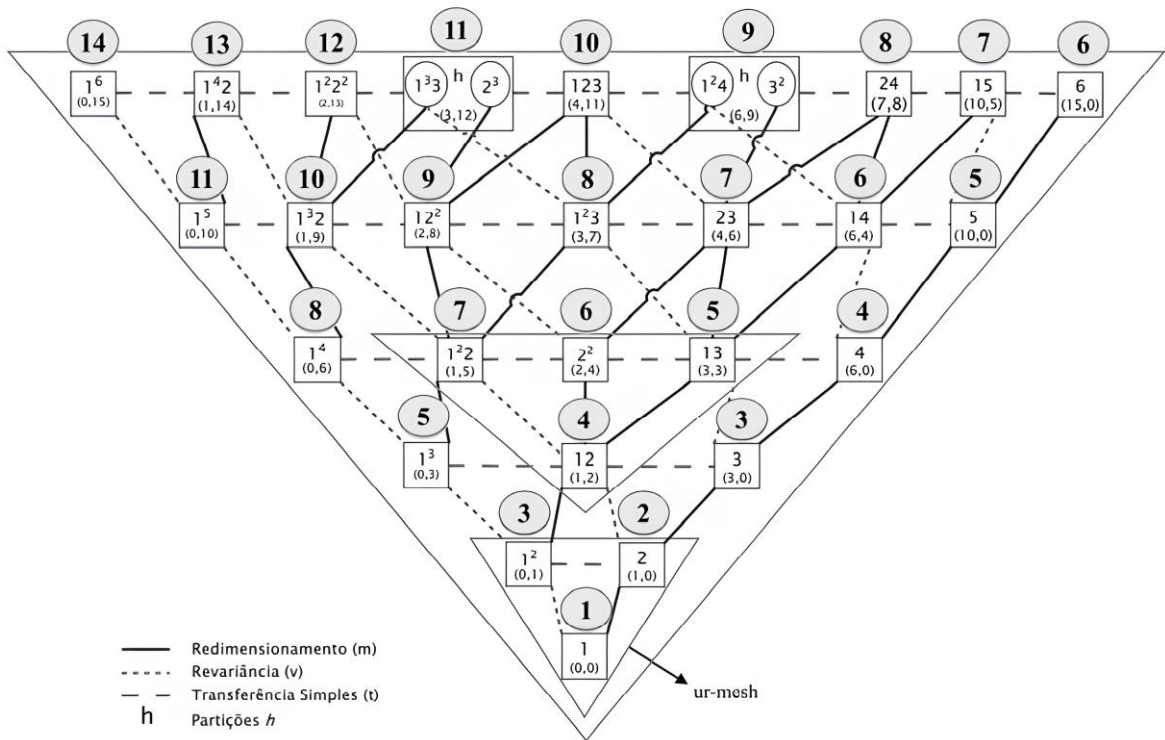 14 13 12 11 10 9 8 7 6
1⁶ 1⁴2 1²2² 1³3 h 2³ 123 1²4 h 3² 24 15 6
(0,15) (1,14) (2,13) (3,12) (4,11) (6,9) (7,8) (10,5) (15,0)
11 10 9 8 7 6 5
1⁵ 1³2 12² 1²3 23 14 5
(0,10) (1,9) (2,8) (3,7) (4,6) (6,4) (10,0)
8 7 6 5 4
1⁴ 1²2 2² 13 4
(0,6) (1,5) (2,4) (3,3) (6,0)
5 4 3
1³ 12 3
(0,3) (1,2) (3,0)
3 2
1² 2
(0,1) (1,0)
1
1
(0,0)
Redimensionamento (m)
Revariância (v)
Transferência Simples (t)
h Partições h
ur-mesh